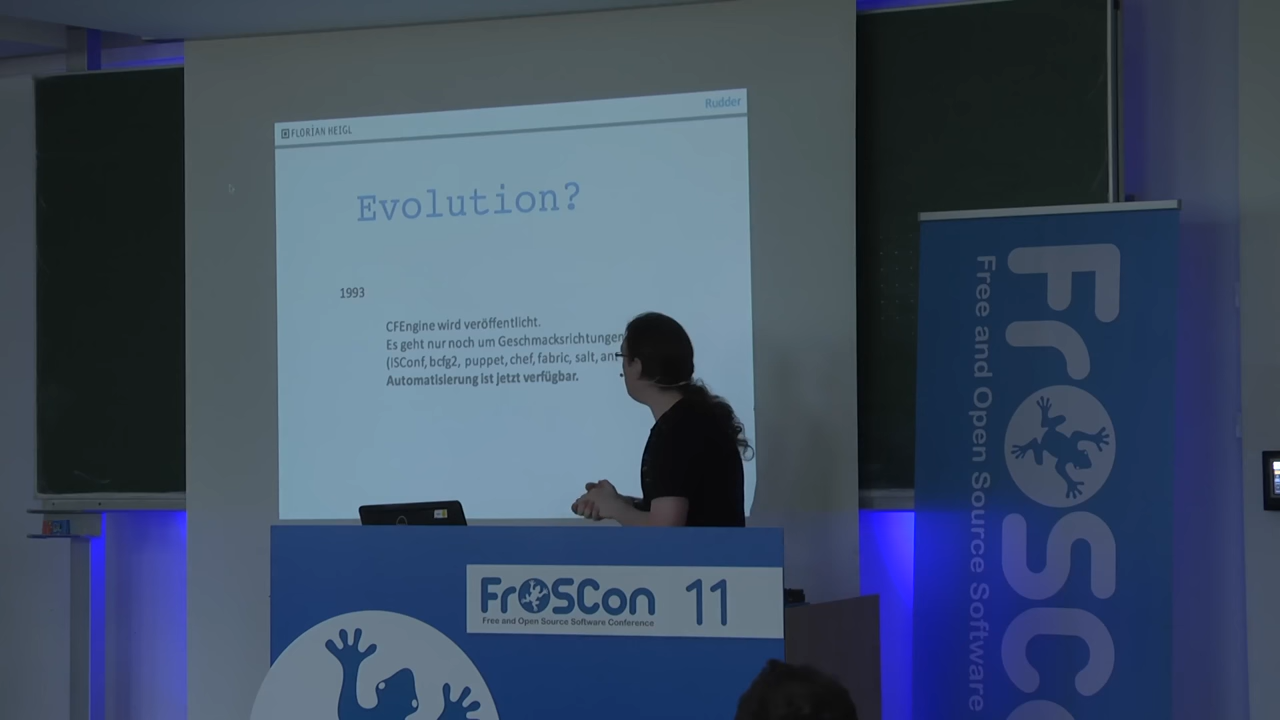 FLORIAN HEIGL
Rudder
Evolution?
1993
CFEngine wird veröffentlicht.
Es geht nur noch um Geschmacksrichtungen
(ISConf, bcfg2, puppet, chef, fabric, salt,
Automatisierung ist jetzt verfügbar.
FrOSCon 11
Free and Open Source Software Conference
FrOSCo
Free and Open Source Software